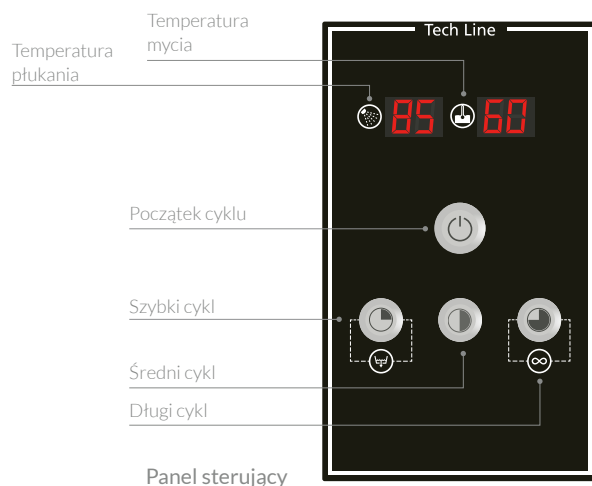 Temperatura
mycia
Temperatura
płukania
Tech Line
85 60
Początek cyklu
Szybki cykl
Średni cykl
Długi cykl
Panel sterujący